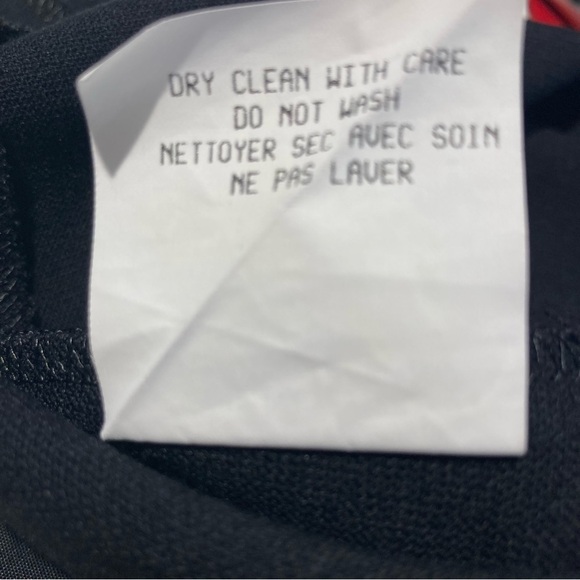 DRY CLEAN WITH CARE
DO NOT WASH
NETTOYER SEC AVEC SOIN
NE PAS LAVER